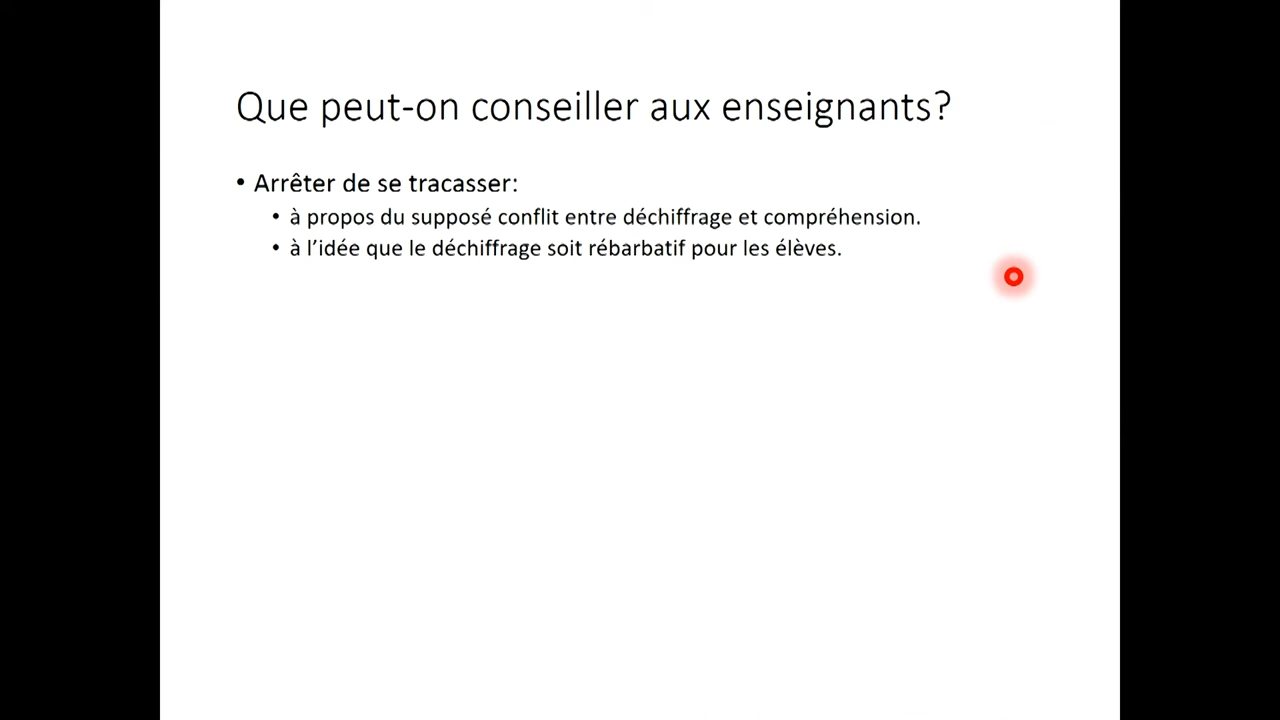 Que peut-on conseiller aux enseignants?
• Arrêter de se tracasser:
• à propos du supposé conflit entre déchiffrage et compréhension.
• à l’idée que le déchiffrage soit rébarbatif pour les élèves.